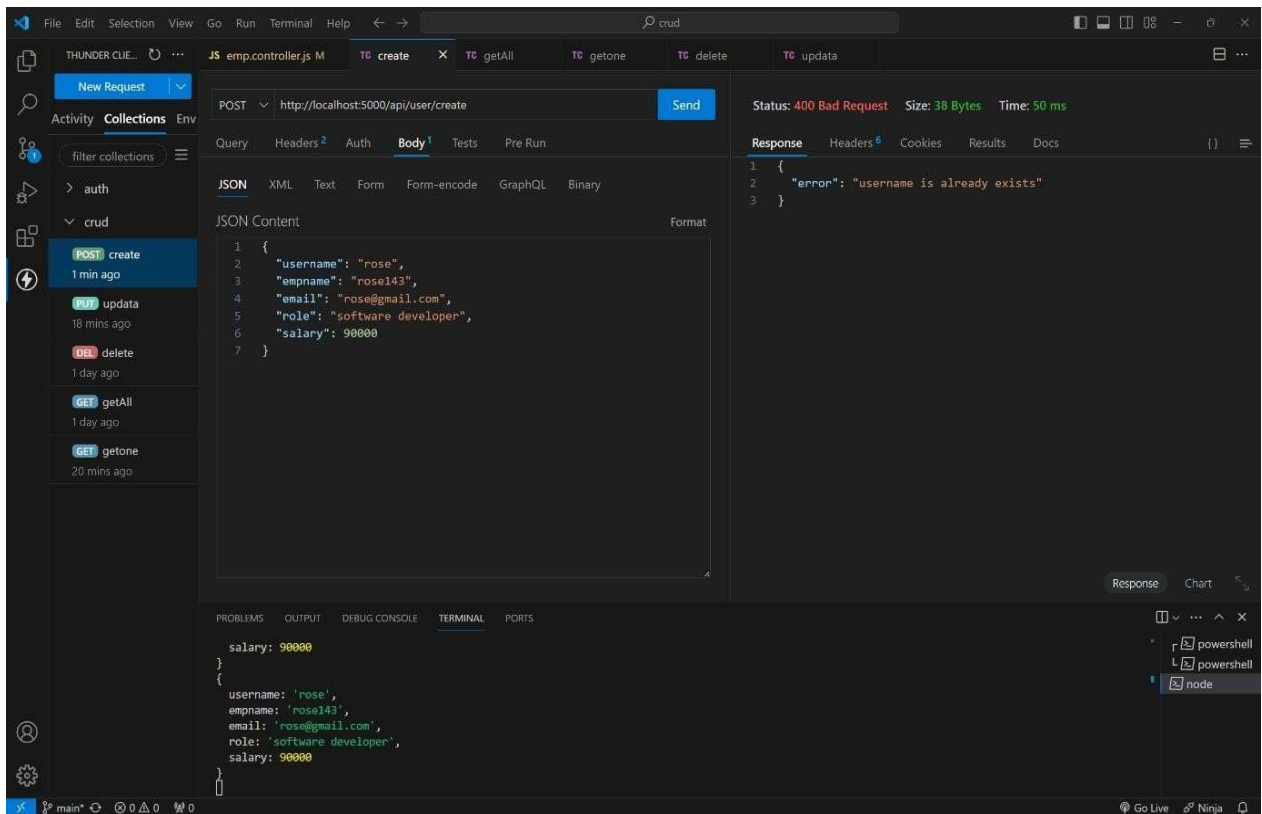 File Edit Selection View Go Run Terminal Help ← → crud
THUNDER CLIE... ···
JS emp.controller.js M TC create × TC getAll TC getone TC delete TC updata ···
New Request
Activity Collections Env
filter collections
auth
crud
POST create
1 min ago
PUT updata
18 mins ago
DEL delete
1 day ago
GET getAll
1 day ago
GET getone
20 mins ago
POST http://localhost:5000/api/user/create Send
Query Headers 2 Auth Body 1 Tests Pre Run
JSON XML Text Form Form-encode GraphQL Binary
JSON Content Format
1 {
2 "username": "rose",
3 "empname": "rose143",
4 "email": "rose@gmail.com",
5 "role": "software developer",
6 "salary": 90000
7 }
Status: 400 Bad Request Size: 38 Bytes Time: 50 ms
Response Headers 6 Cookies Results Docs {}
1 {
2 "error": "username is already exists"
3 }
Response Chart
PROBLEMS OUTPUT DEBUG CONSOLE TERMINAL PORTS ···
salary: 90000
}
{
username: 'rose',
empname: 'rose143',
email: 'rose@gmail.com',
role: 'software developer',
salary: 90000
}
powershell
powershell
node
1
main* 0 0 0 Go Live Ninja